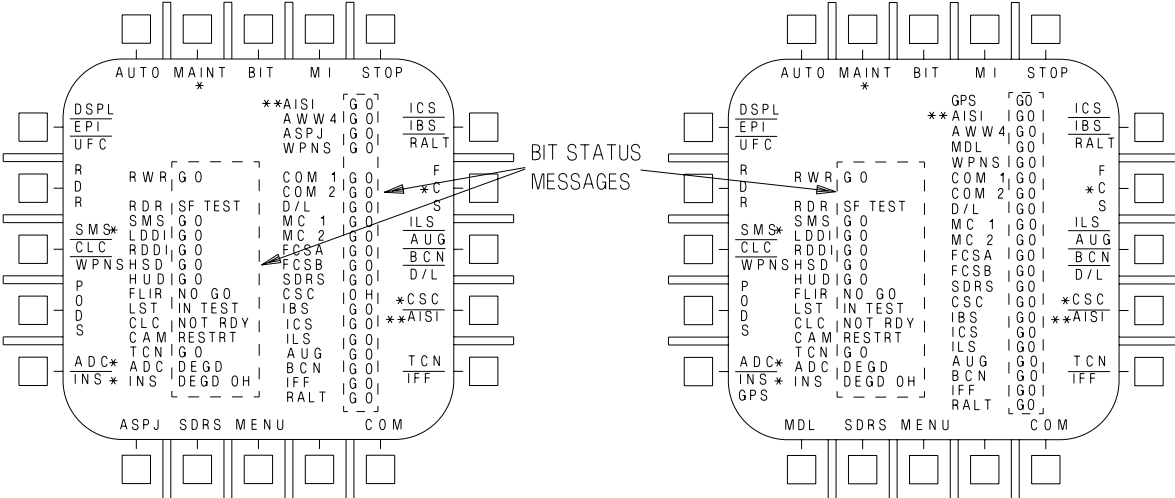 AUTO MAINT BIT MI STOP
*
DSPL
EPI
UFC
**AISI GO
AWW4 GO
ASPJ GO
WPNS GO
ICS
IBS
RALT
RDR
RWR GO
RDR SF TEST
SMS GO
LDDI GO
RDDI GO
HSD GO
HUD GO
FLIR NO GO
LST IN TEST
CLC NOT RDY
CAM RESTRT
TCN GO
ADC DEGD
INS DEGD OH
COM 1 GO
COM 2 GO
D/L GO
MC 1 GO
MC 2 GO
FCSA GO
FCSB GO
SDRS GO
CSC OH
IBS GO
ICS GO
ILS GO
AUG GO
BCN GO
IFF GO
RALT GO
F
*C
S
SMS*
CLC
WPNS
ILS
AUG
BCN
D/L
PODS
*CSC
**AISI
ADC*
INS*
TCN
IFF
ASPJ SDRS MENU COM
BIT STATUS
MESSAGES
AUTO MAINT BIT MI STOP
*
DSPL
EPI
UFC
GPS GO
**AISI GO
AWW4 GO
MDL GO
WPNS GO
COM 1 GO
COM 2 GO
D/L GO
MC 1 GO
MC 2 GO
FCSA GO
FCSB GO
SDRS GO
CSC GO
IBS GO
ICS GO
ILS GO
AUG GO
BCN GO
IFF GO
RALT GO
ICS
IBS
RALT
RDR
RWR GO
RDR SF TEST
SMS GO
LDDI GO
RDDI GO
HSD GO
HUD GO
FLIR NO GO
LST IN TEST
CLC NOT RDY
CAM RESTRT
TCN GO
ADC DEGD
INS DEGD OH
F
*C
S
SMS*
CLC
WPNS
ILS
AUG
BCN
D/L
PODS
*CSC
**AISI
ADC*
INS*
GPS
TCN
IFF
MDL SDRS MENU COM